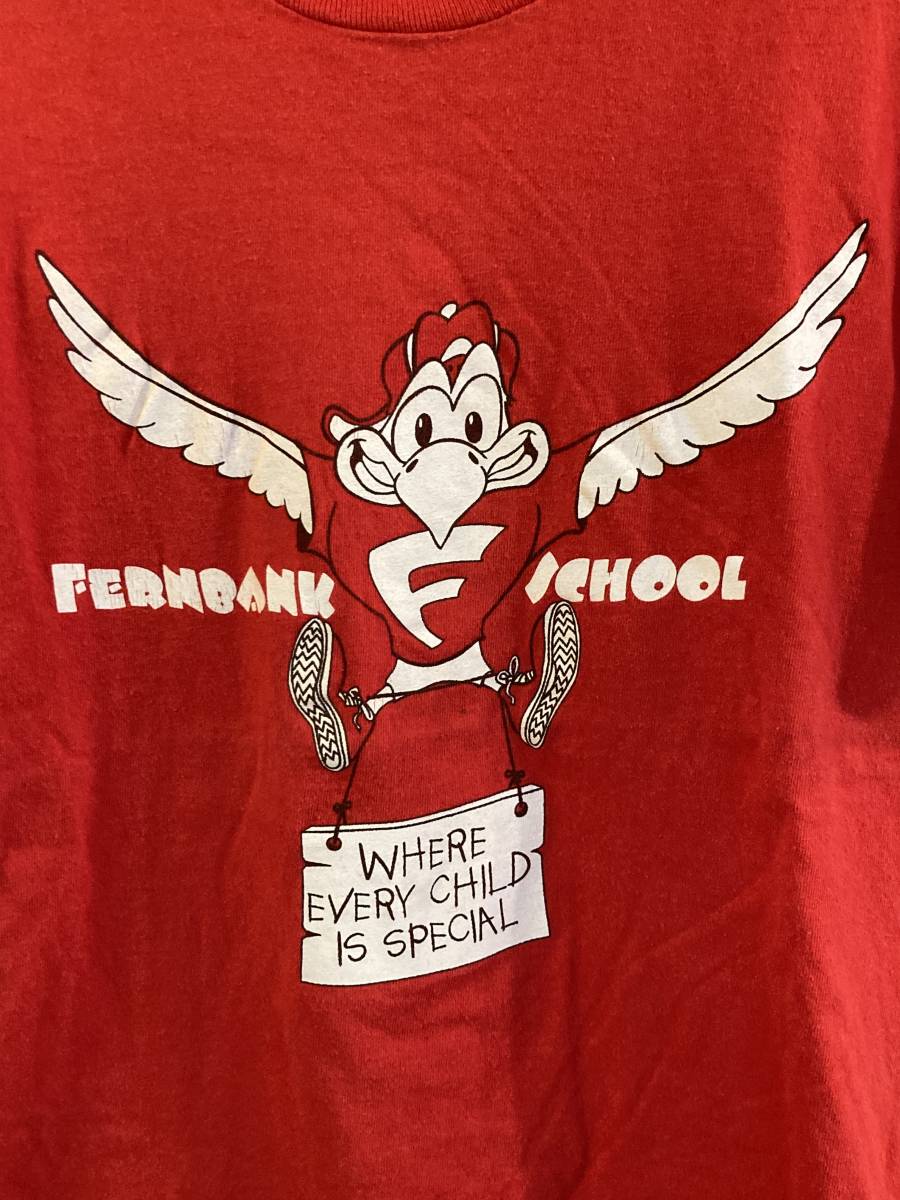 F
FERNBANK SCHOOL
WHERE
EVERY CHILD
IS SPECIAL